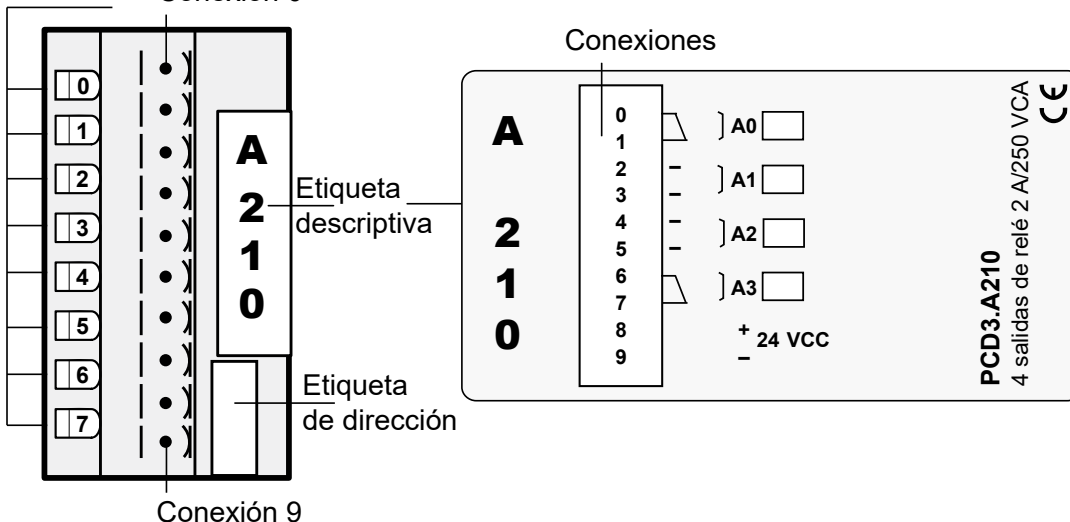 Conexiones
0
1
2
3
4
5
6
7
A
2
1
0
Etiqueta
descriptiva
Etiqueta
de dirección
Conexión 9
A
2
1
0
0
1
2
3
4
5
6
7
8
9
A0
A1
A2
A3
+
24 VCC
–
PCD3.A210
4 salidas de relé 2 A/250 VCA
CE